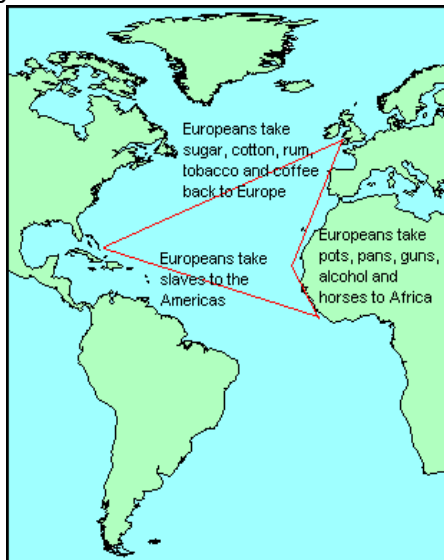 Europeans take
sugar, cotton, rum,
tobacco and coffee
back to Europe
Europeans take
slaves to the
Americas
Europeans take
pots, pans, guns,
alcohol and
horses to Africa